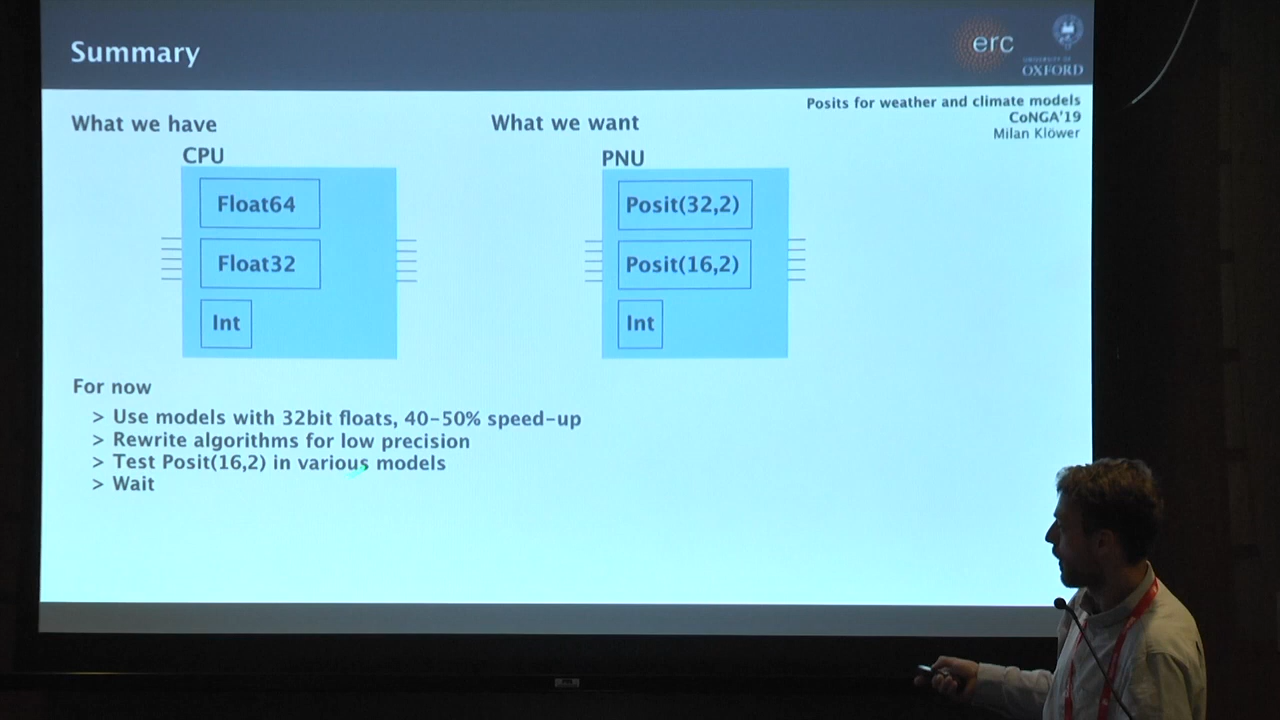 Summary
erc
UNIVERSITY OF
OXFORD
Posits for weather and climate models
CoNGA'19
Milan Klöwer
What we have
CPU
Float64
Float32
Int
What we want
PNU
Posit(32,2)
Posit(16,2)
Int
For now
> Use models with 32bit floats, 40-50% speed-up
> Rewrite algorithms for low precision
> Test Posit(16,2) in various models
> Wait